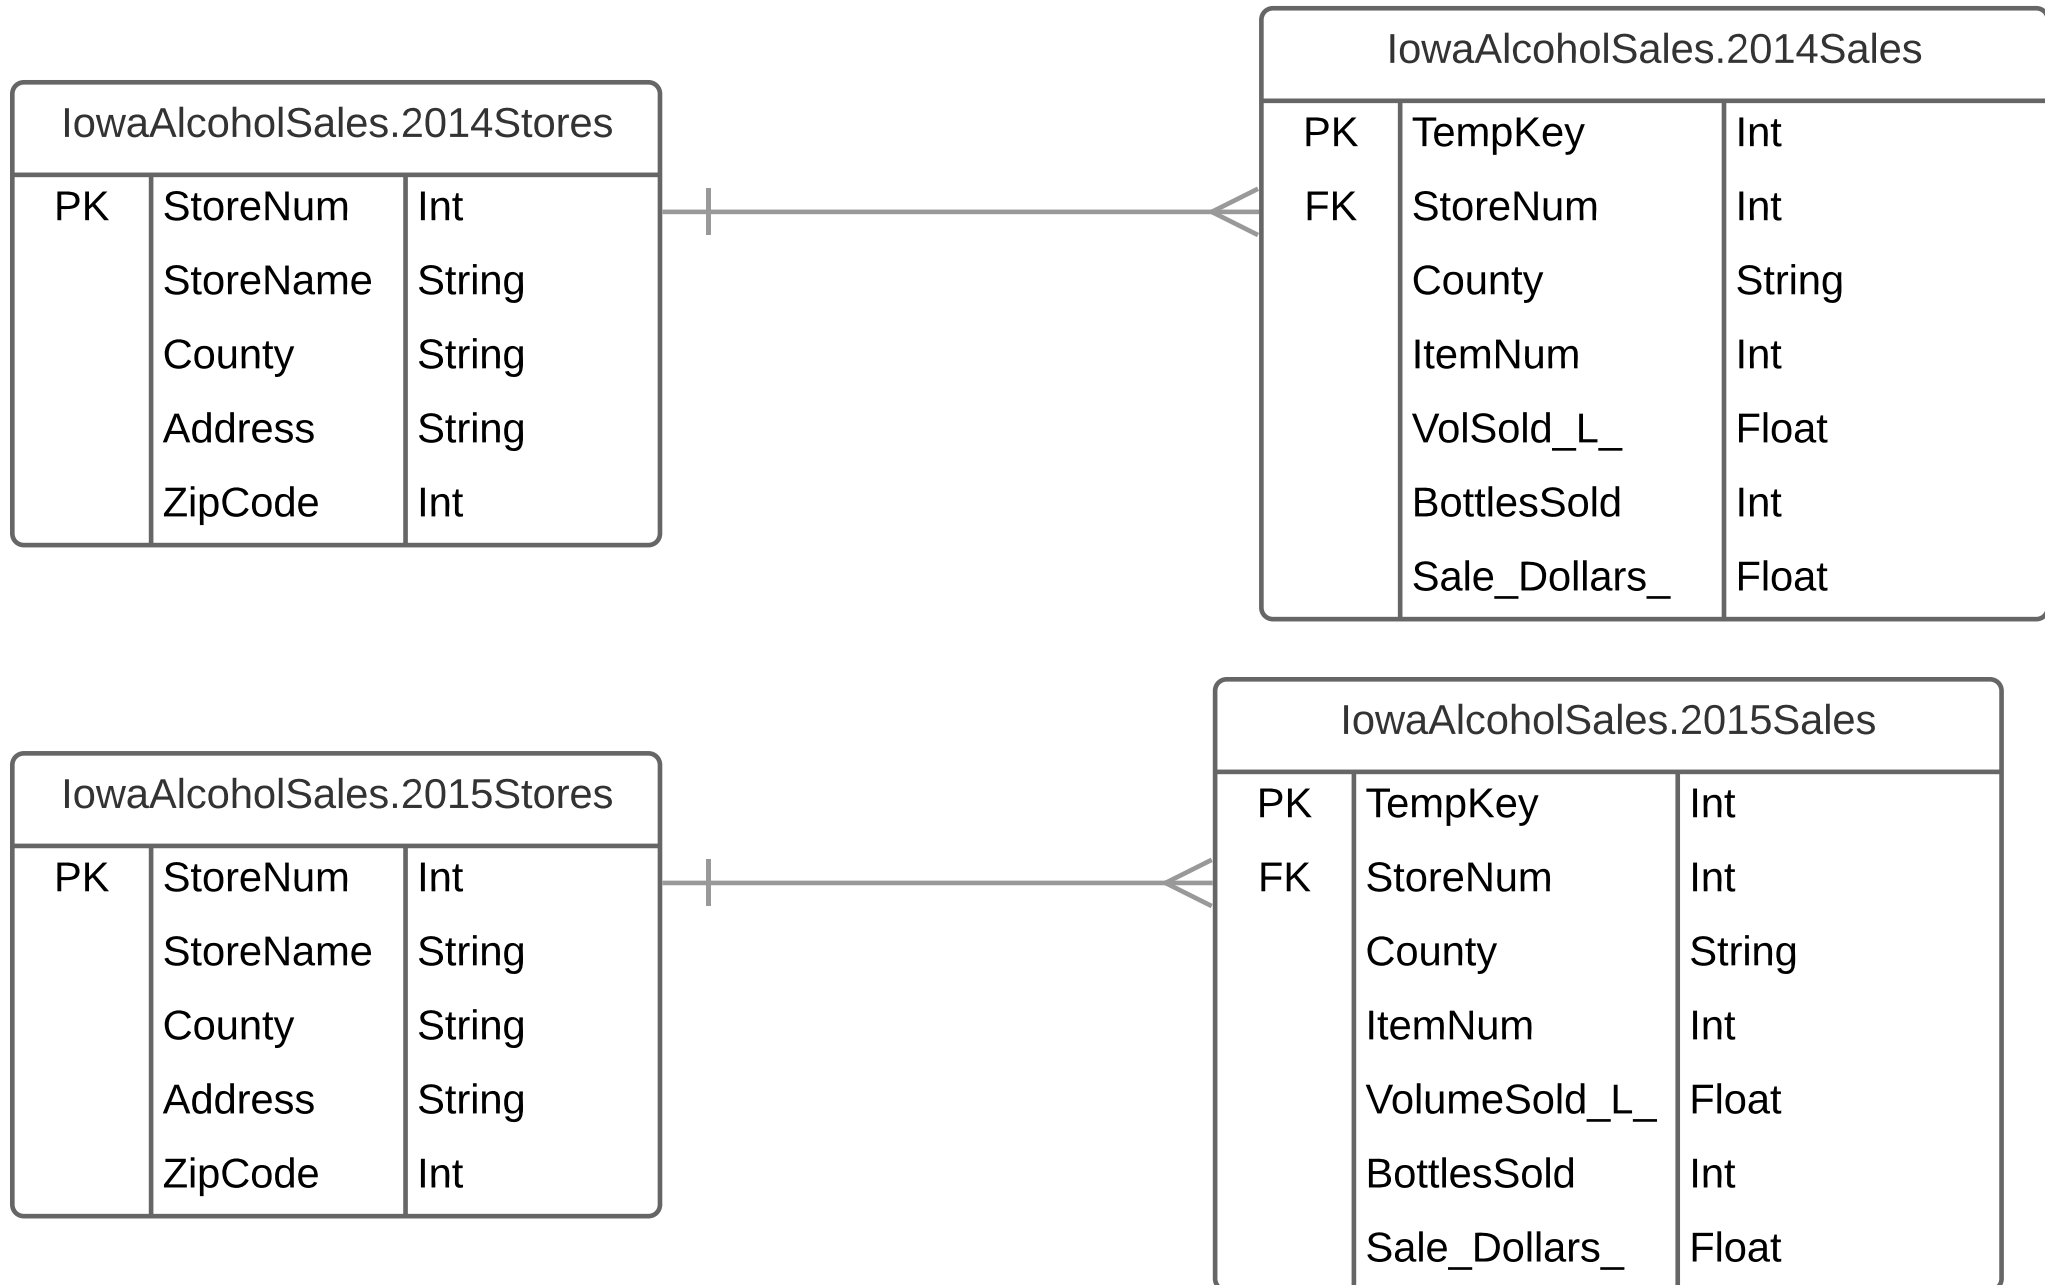 IowaAlcoholSales.2014Stores
PK StoreNum Int
StoreName String
County String
Address String
ZipCode Int
IowaAlcoholSales.2014Sales
PK TempKey Int
FK StoreNum Int
County String
ItemNum Int
VolSold_L_ Float
BottlesSold Int
Sale_Dollars_ Float
IowaAlcoholSales.2015Stores
PK StoreNum Int
StoreName String
County String
Address String
ZipCode Int
IowaAlcoholSales.2015Sales
PK TempKey Int
FK StoreNum Int
County String
ItemNum Int
VolumeSold_L_ Float
BottlesSold Int
Sale_Dollars_ Float